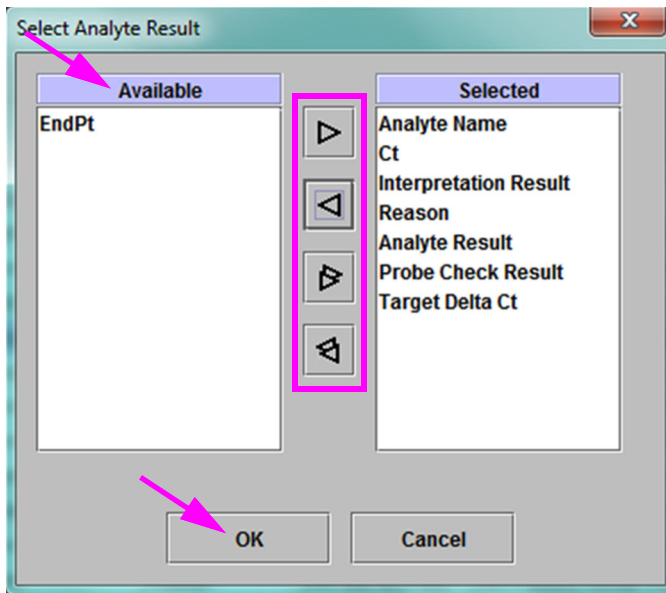 Select Analyte Result
Available
EndPt
Selected
Analyte Name
Ct
Interpretation Result
Reason
Analyte Result
Probe Check Result
Target Delta Ct
OK
Cancel